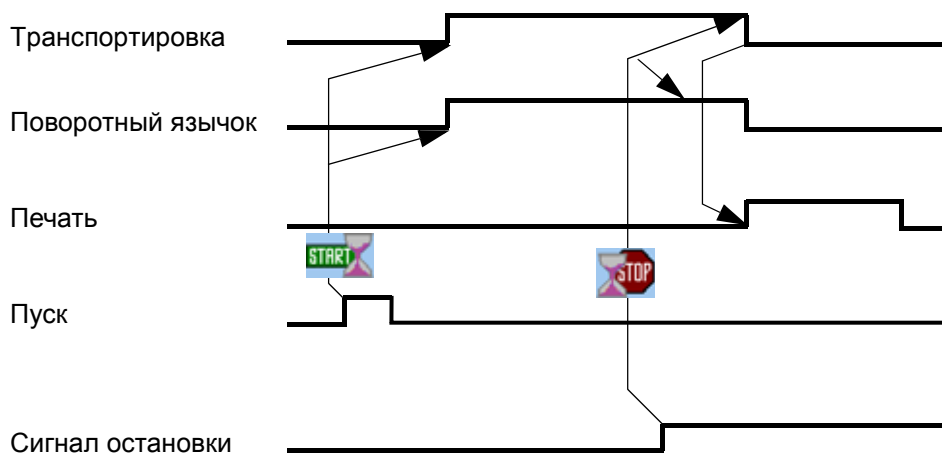 Транспортировка
Поворотный язычок
Печать
START
STOP
Пуск
Сигнал остановки